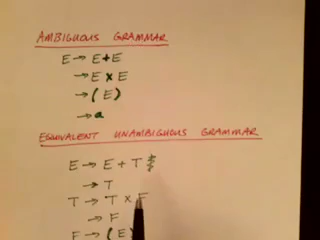 AMBIGUOUS GRAMMAR
E → E + E
→ E × E
→ ( E )
→ a
EQUIVALENT UNAMBIGUOUS GRAMMAR
E → E + T
→ T
T → T × F
→ F
F → ( E )